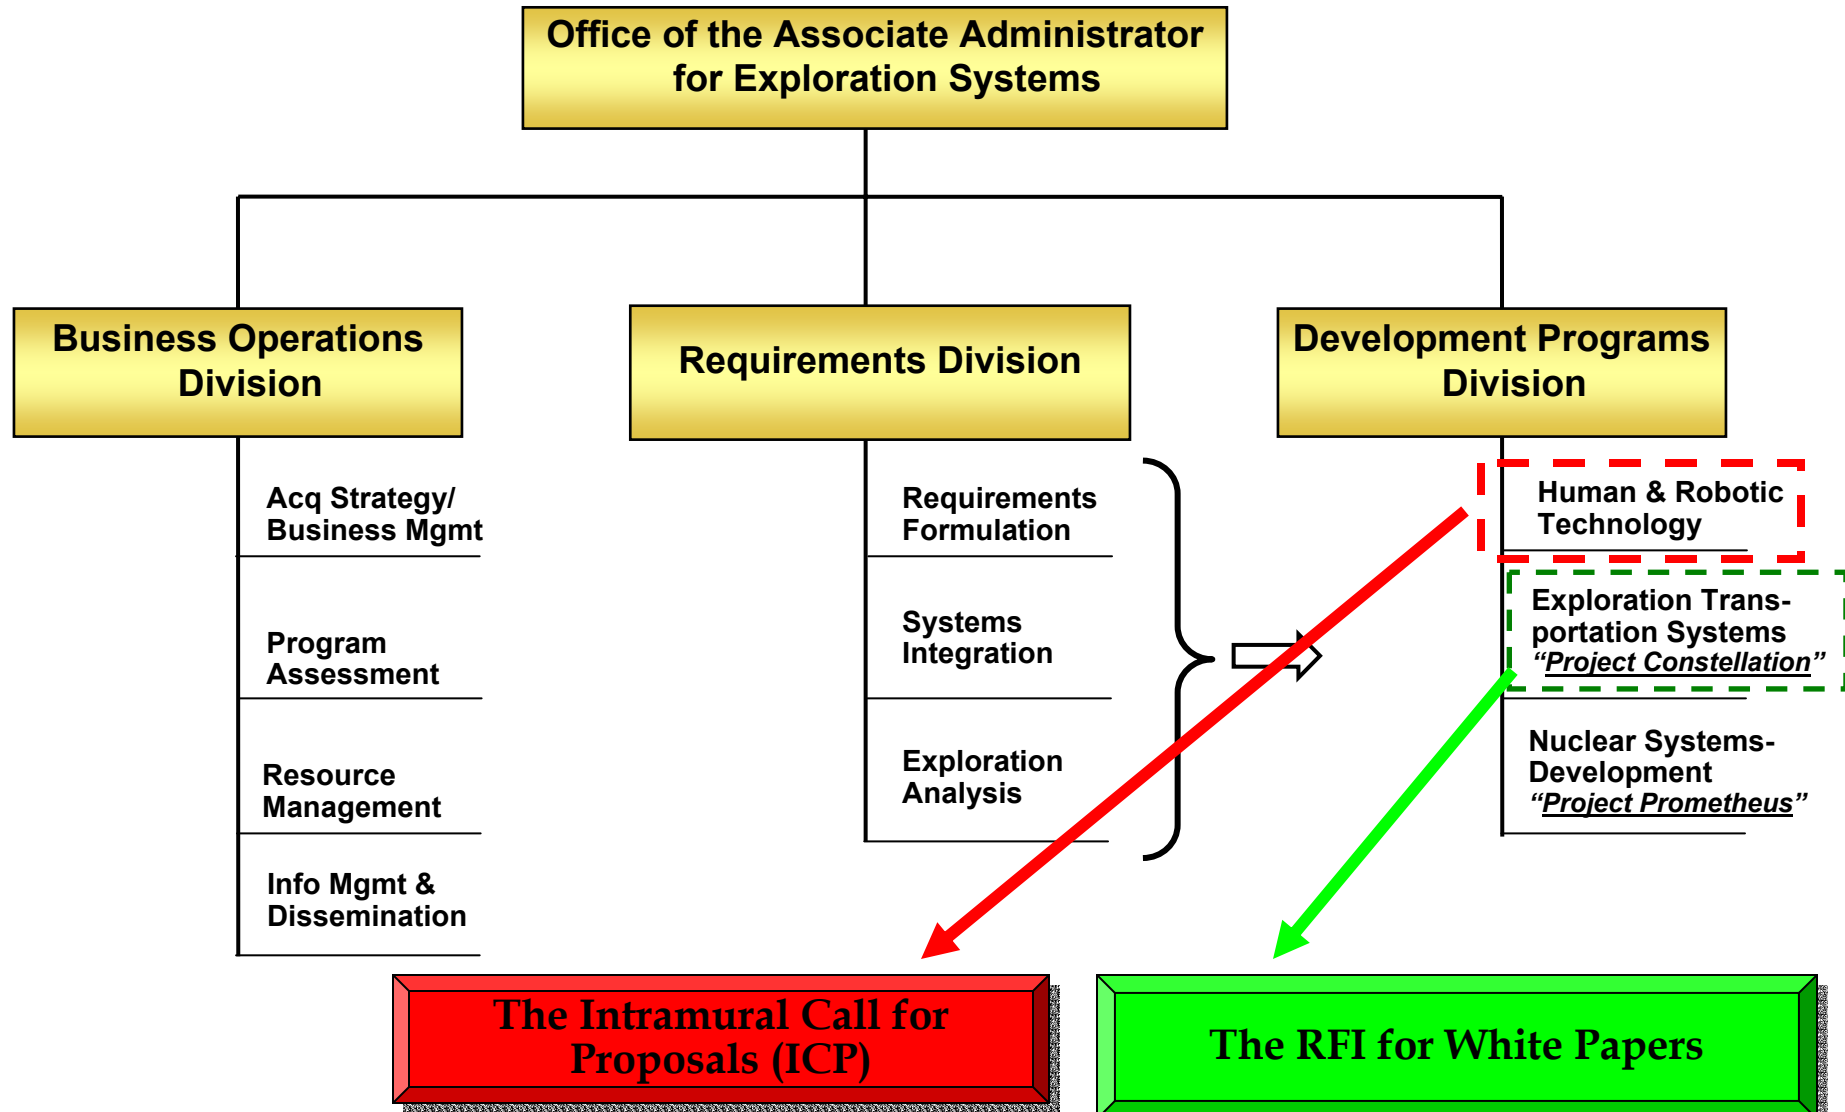 Office of the Associate Administrator
for Exploration Systems
Business Operations
Division
Requirements Division
Development Programs
Division
Acq Strategy/
Business Mgmt
Program
Assessment
Resource
Management
Info Mgmt &
Dissemination
Requirements
Formulation
Systems
Integration
Exploration
Analysis
Human & Robotic
Technology
Exploration Trans-
portation Systems
“Project Constellation”
Nuclear Systems-
Development
“Project Prometheus”
The Intramural Call for
Proposals (ICP)
The RFI for White Papers